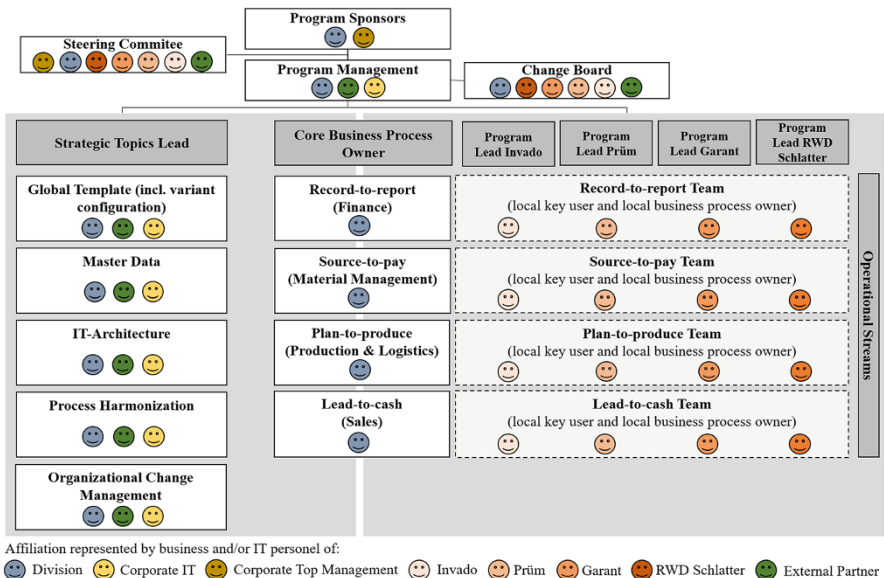 Program Sponsors
Steering Commitee
Program Management
Change Board
Strategic Topics Lead
Core Business Process
Owner
Program
Lead Invado
Program
Lead Prüm
Program
Lead Garant
Program
Lead RWD
Schlatter
Global Template (incl. variant
configuration)
Record-to-report
(Finance)
Record-to-report Team
(local key user and local business process owner)
Master Data
Source-to-pay
(Material Management)
Source-to-pay Team
(local key user and local business process owner)
IT-Architecture
Plan-to-produce
(Production & Logistics)
Plan-to-produce Team
(local key user and local business process owner)
Process Harmonization
Lead-to-cash
(Sales)
Lead-to-cash Team
(local key user and local business process owner)
Organizational Change
Management
Operational Streams
Affiliation represented by business and/or IT personel of:
Division
Corporate IT
Corporate Top Management
Invado
Prüm
Garant
RWD Schlatter
External Partner